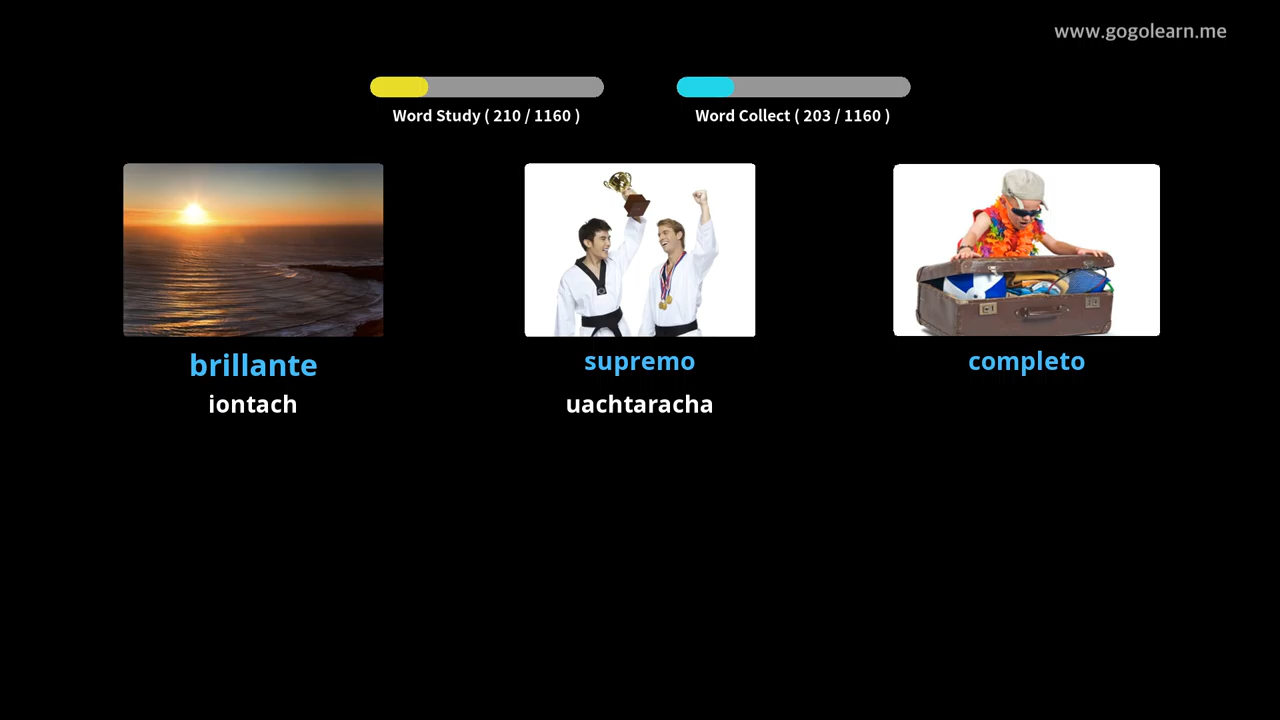 www.gogolearn.me
Word Study ( 210 / 1160 )
Word Collect ( 203 / 1160 )
brillante
iontach
supremo
uachtaracha
completo